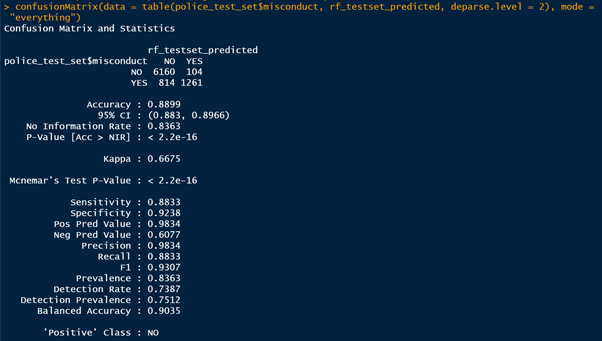 > confusionMatrix(data = table(police_test_set$misconduct, rf_testset_predicted, deparse.level = 2), mode =
"everything")
Confusion Matrix and Statistics
rf_testset_predicted
police_test_set$misconduct NO YES
NO 6160 104
YES 814 1261
Accuracy : 0.8899
95% CI : (0.883, 0.8966)
No Information Rate : 0.8363
P-Value [Acc > NIR] : < 2.2e-16
Kappa : 0.6675
Mcnemar's Test P-Value : < 2.2e-16
Sensitivity : 0.8833
Specificity : 0.9238
Pos Pred Value : 0.9834
Neg Pred Value : 0.6077
Precision : 0.9834
Recall : 0.8833
F1 : 0.9307
Prevalence : 0.8363
Detection Rate : 0.7387
Detection Prevalence : 0.7512
Balanced Accuracy : 0.9035
'Positive' Class : NO